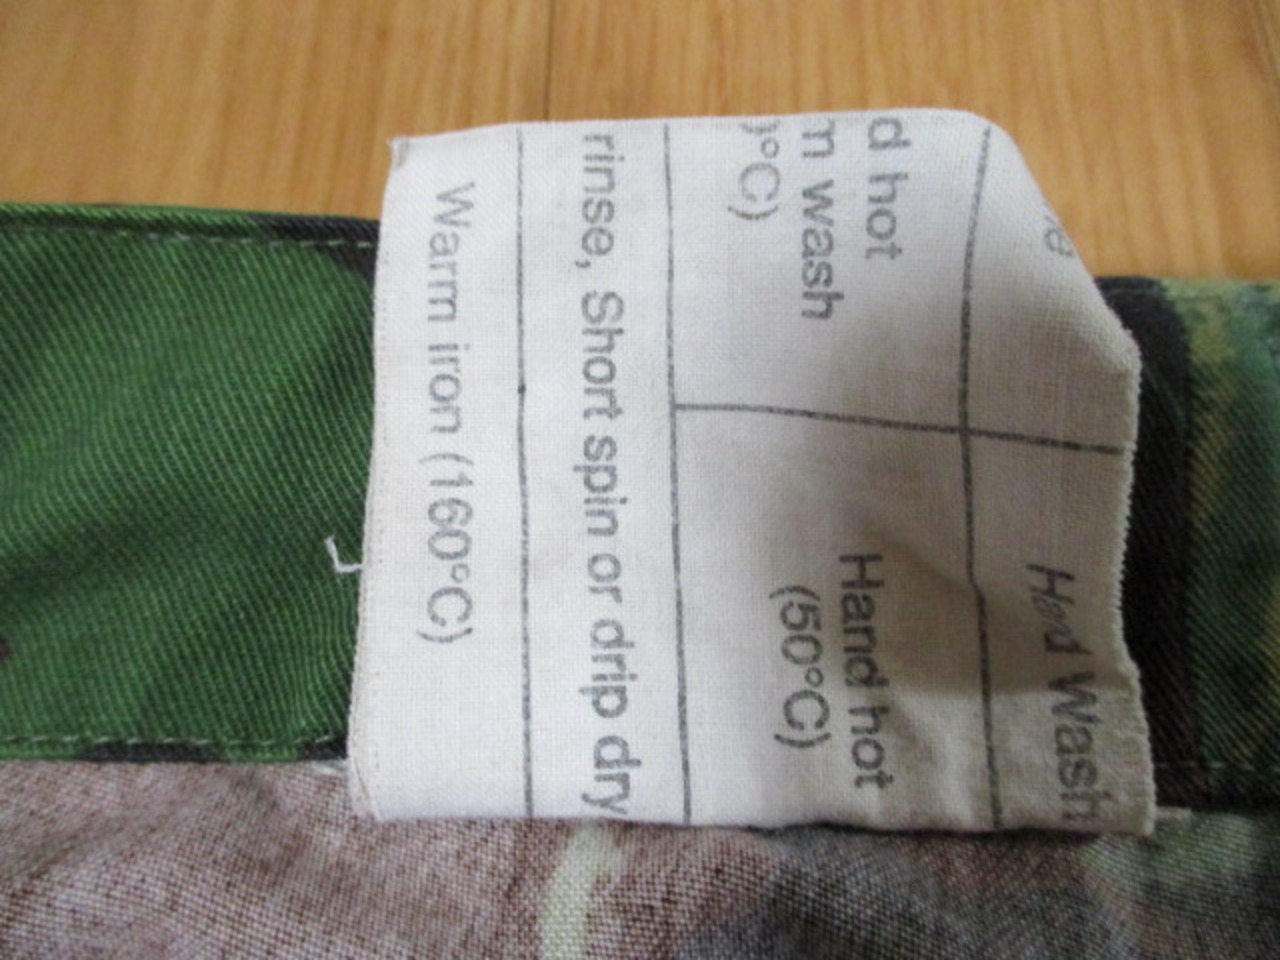 Hand Wash
d hot
wash
°C)
Hand hot
(50°C)
rinse, Short spin or drip dry
Warm iron (160°C)